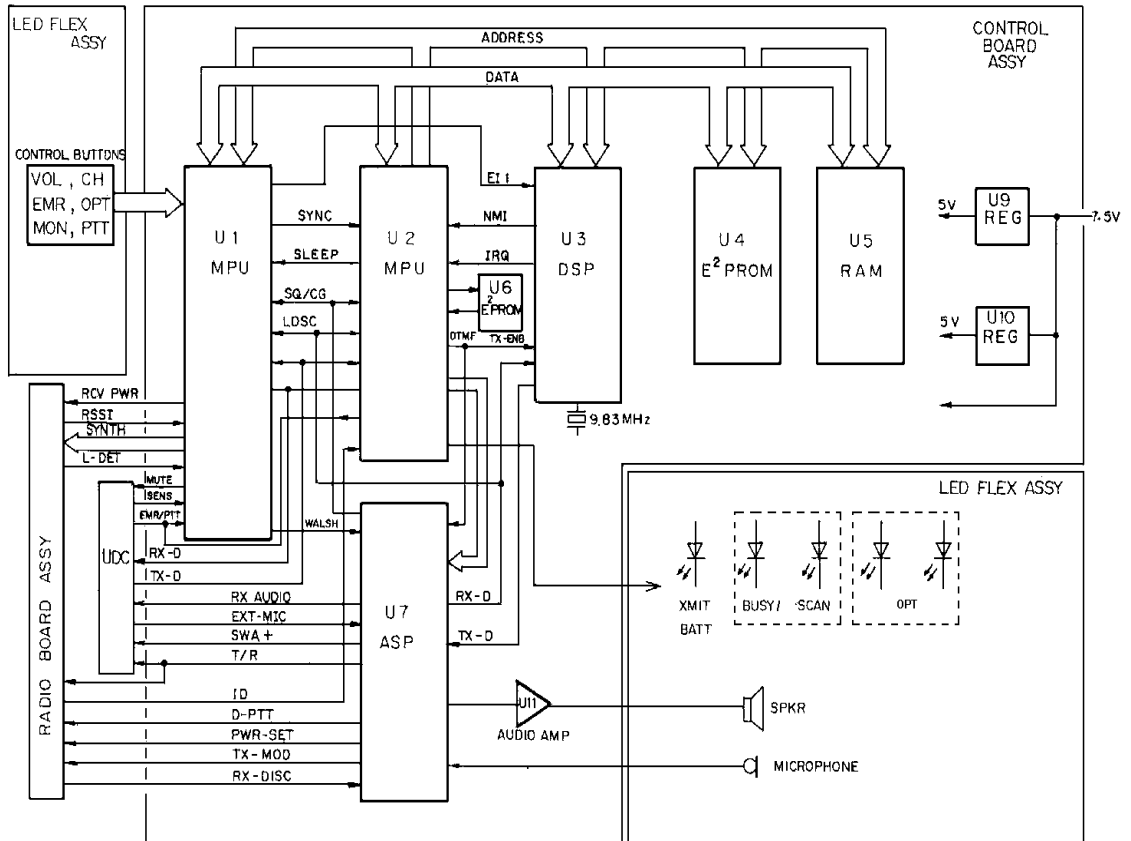 LED FLEX
ASSY
CONTROL BUTTONS
VOL, CH
EMR, OPT
MON, PTT
ADDRESS
DATA
CONTROL
BOARD
ASSY
U1
MPU
U2
MPU
U3
DSP
U4
E²PROM
U5
RAM
U6
E²PROM
U9
REG
5V
7.5V
U10
REG
5V
SYNC
SLEEP
SQ/CG
LDSC
NMI
IRQ
DTMF
TX-ENB
9.83MHz
RCV PWR
RSSI
SYNTH
L-DET
MUTE
SENS
EMR/PTT
WALSH
UDC
RX-D
TX-D
RX AUDIO
EXT-MIC
SWA+
T/R
ID
D-PTT
PWR-SET
TX-MOD
RX-DISC
RADIO BOARD ASSY
U7
ASP
RX-D
TX-D
U11
AUDIO AMP
SPKR
MICROPHONE
LED FLEX ASSY
XMIT
BATT
BUSY/ SCAN
OPT